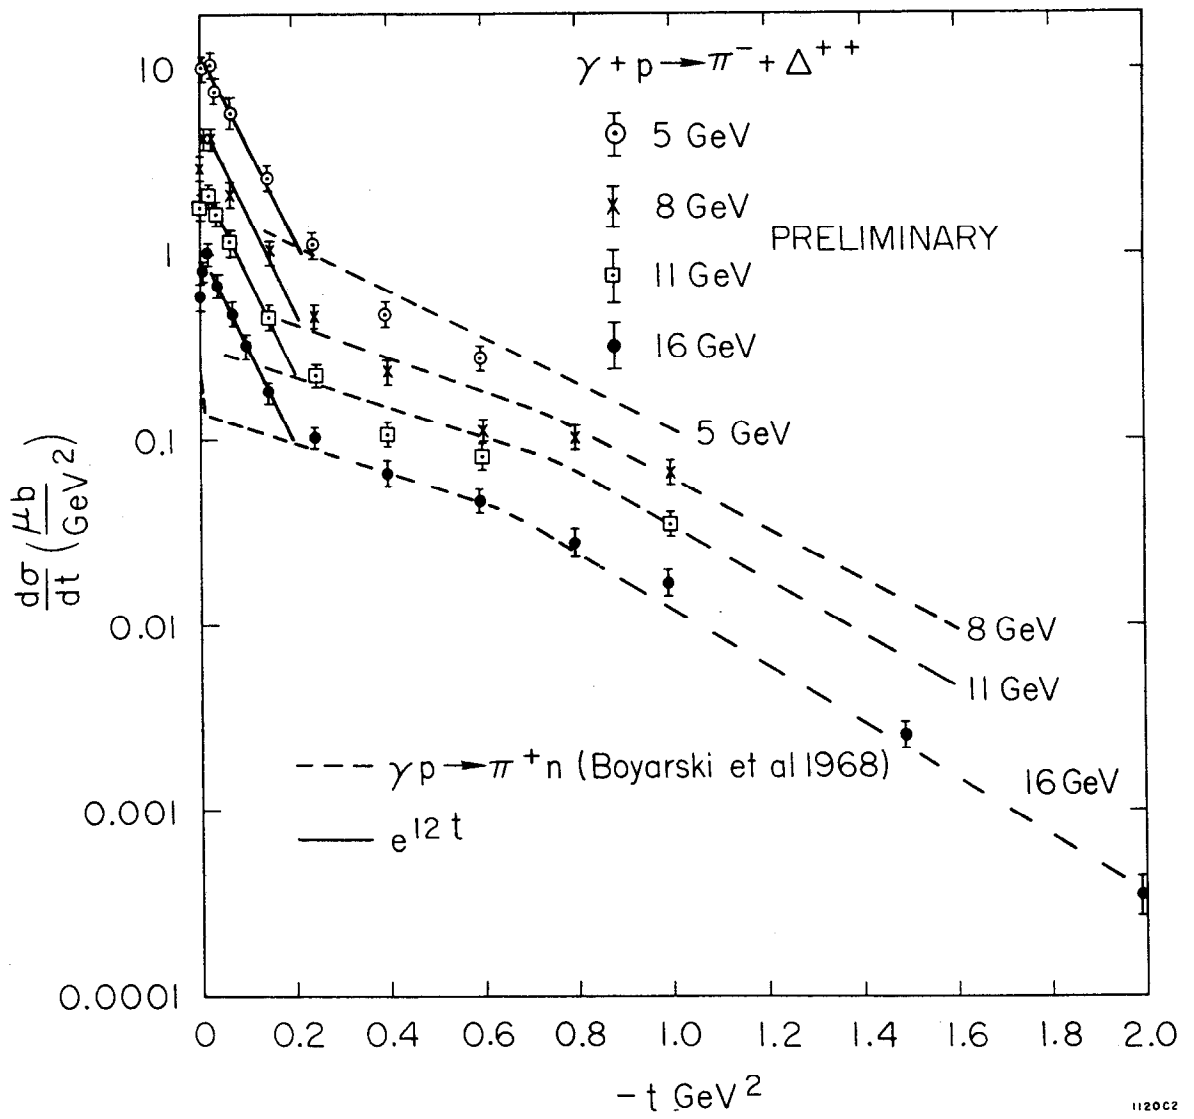 γ + p → π⁻ + Δ⁺⁺
5 GeV
8 GeV
PRELIMINARY
11 GeV
16 GeV
10
1
0.1
0.01
0.001
0.0001
dσ/dt (μb/GeV²)
5 GeV
8 GeV
11 GeV
16 GeV
γ p → π⁺ n (Boyarski et al 1968)
e¹² ᵗ
0 0.2 0.4 0.6 0.8 1.0 1.2 1.4 1.6 1.8 2.0
-t GeV²
1120C2